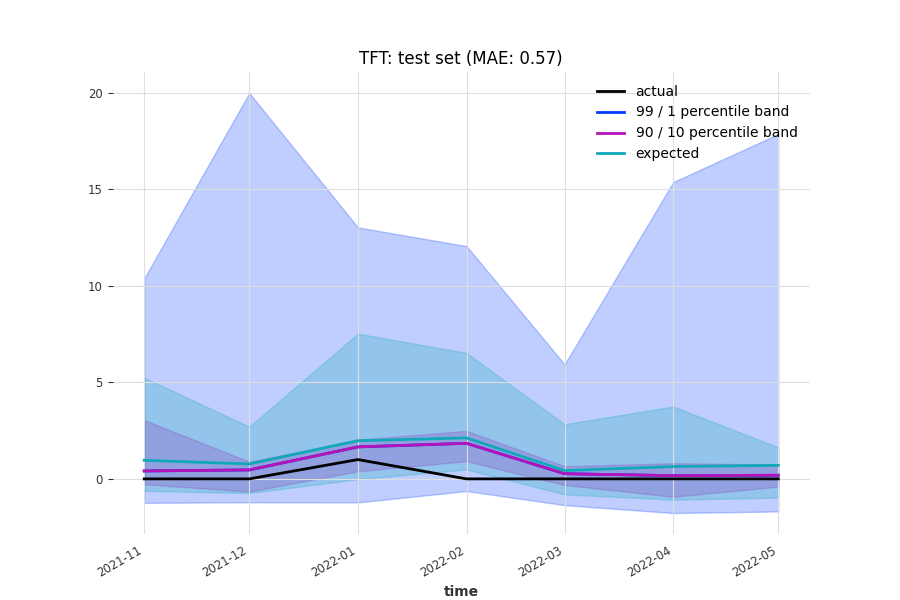 TFT: test set (MAE: 0.57)
actual
99 / 1 percentile band
90 / 10 percentile band
expected
20
15
10
5
0
2021-11
2021-12
2022-01
2022-02
2022-03
2022-04
2022-05
time